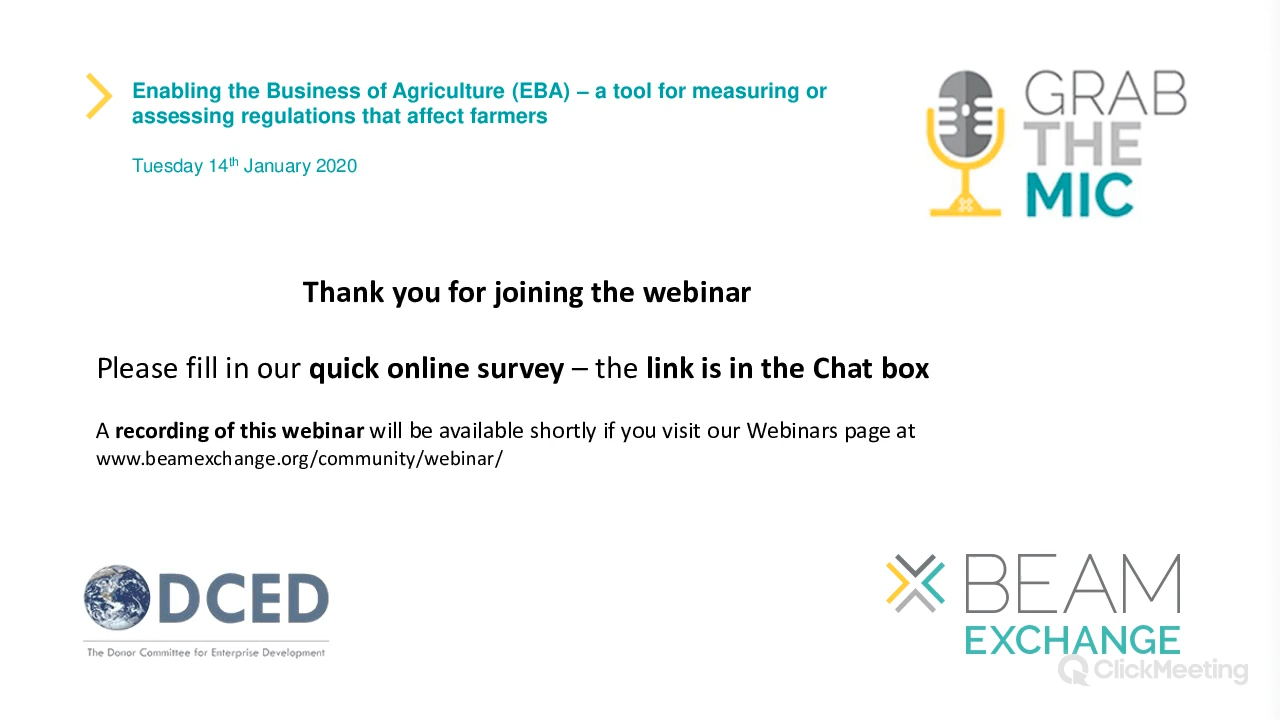 Enabling the Business of Agriculture (EBA) – a tool for measuring or
assessing regulations that affect farmers
Tuesday 14th January 2020
GRAB
THE
MIC
Thank you for joining the webinar
Please fill in our quick online survey – the link is in the Chat box
A recording of this webinar will be available shortly if you visit our Webinars page at
www.beamexchange.org/community/webinar/
DCED
The Donor Committee for Enterprise Development
BEAM
EXCHANGE
ClickMeeting